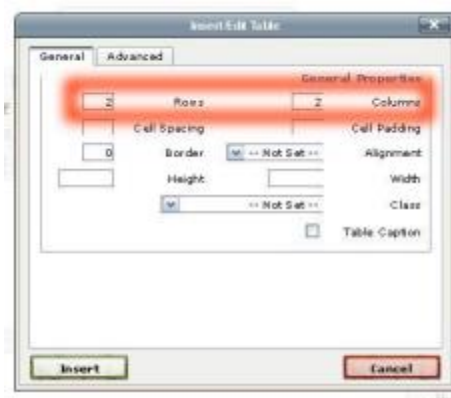 Insert Edit Table
General Advanced
General Properties
2 Rows 2 Columns
Cell Spacing Cell Padding
0 Border -- Not Set -- Alignment
Height Width
-- Not Set -- Class
Table Caption
Insert Cancel